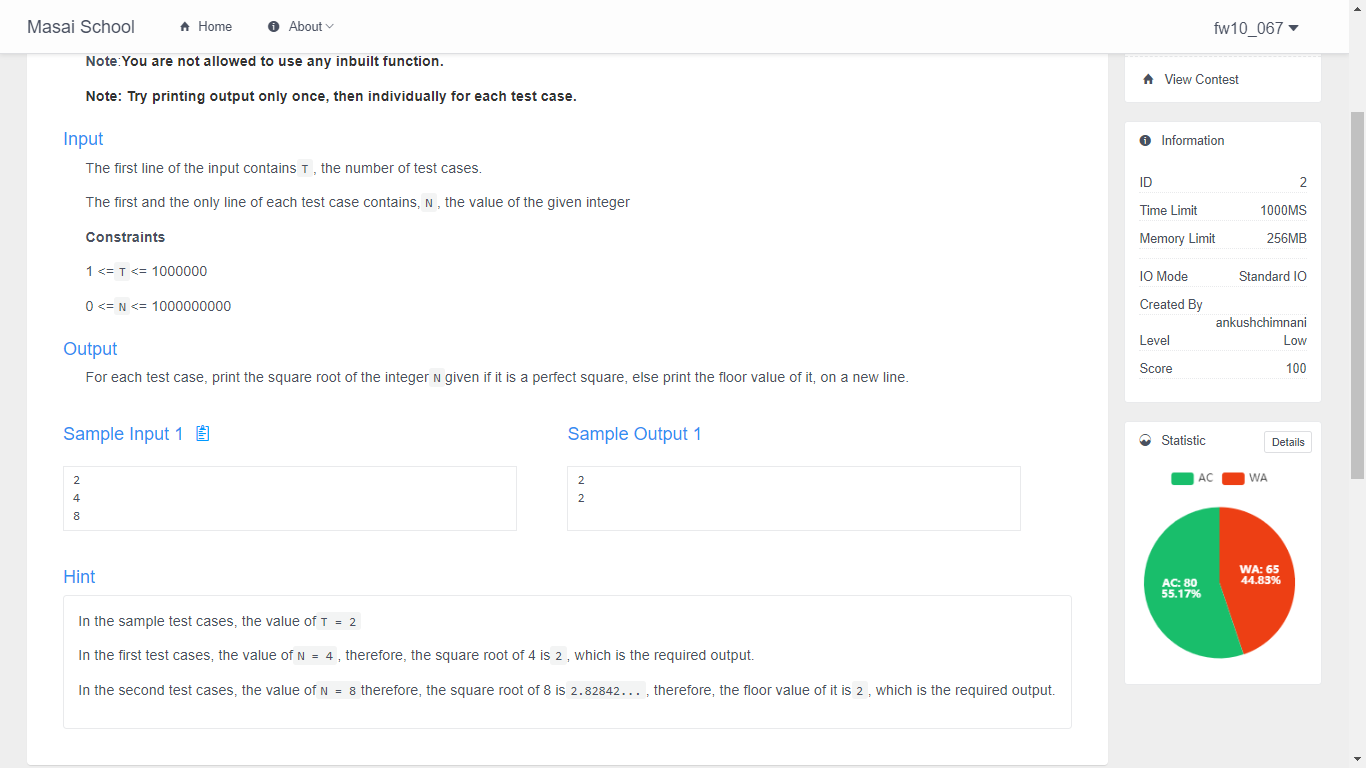 Masai School
Home
About
fw10_067
Note:You are not allowed to use any inbuilt function.
Note: Try printing output only once, then individually for each test case.
Input
The first line of the input contains T, the number of test cases.
The first and the only line of each test case contains, N, the value of the given integer
Constraints
1 <= T <= 1000000
0 <= N <= 1000000000
Output
For each test case, print the square root of the integer N given if it is a perfect square, else print the floor value of it, on a new line.
Sample Input 1
2
4
8
Sample Output 1
2
2
Hint
In the sample test cases, the value of T = 2
In the first test cases, the value of N = 4, therefore, the square root of 4 is 2, which is the required output.
In the second test cases, the value of N = 8 therefore, the square root of 8 is 2.82842..., therefore, the floor value of it is 2, which is the required output.
View Contest
Information
ID 2
Time Limit 1000MS
Memory Limit 256MB
IO Mode Standard IO
Created By
ankushchimnani
Level Low
Score 100
Statistic Details
AC WA
WA: 65
44.83%
AC: 80
55.17%